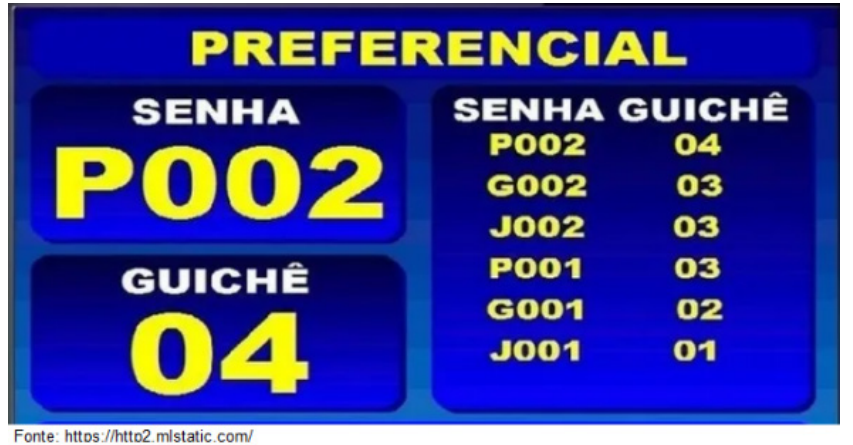 PREFERENCIAL
SENHA
P002
GUICHÊ
04
SENHA GUICHÊ
P002 04
G002 03
J002 03
P001 03
G001 02
J001 01
Fonte: https://http2.mlstatic.com/